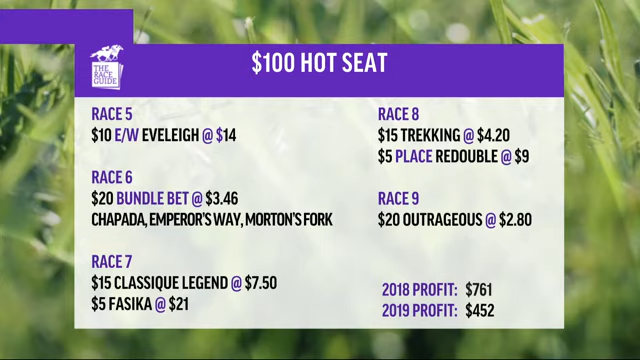 THE
RACE
GUIDE
$100 HOT SEAT
RACE 5
$10 E/W EVELEIGH @ $14
RACE 6
$20 BUNDLE BET @ $3.46
CHAPADA, EMPEROR'S WAY, MORTON'S FORK
RACE 7
$15 CLASSIQUE LEGEND @ $7.50
$5 FASIKA @ $21
RACE 8
$15 TREKKING @ $4.20
$5 PLACE REDOUBLE @ $9
RACE 9
$20 OUTRAGEOUS @ $2.80
2018 PROFIT: $761
2019 PROFIT: $452